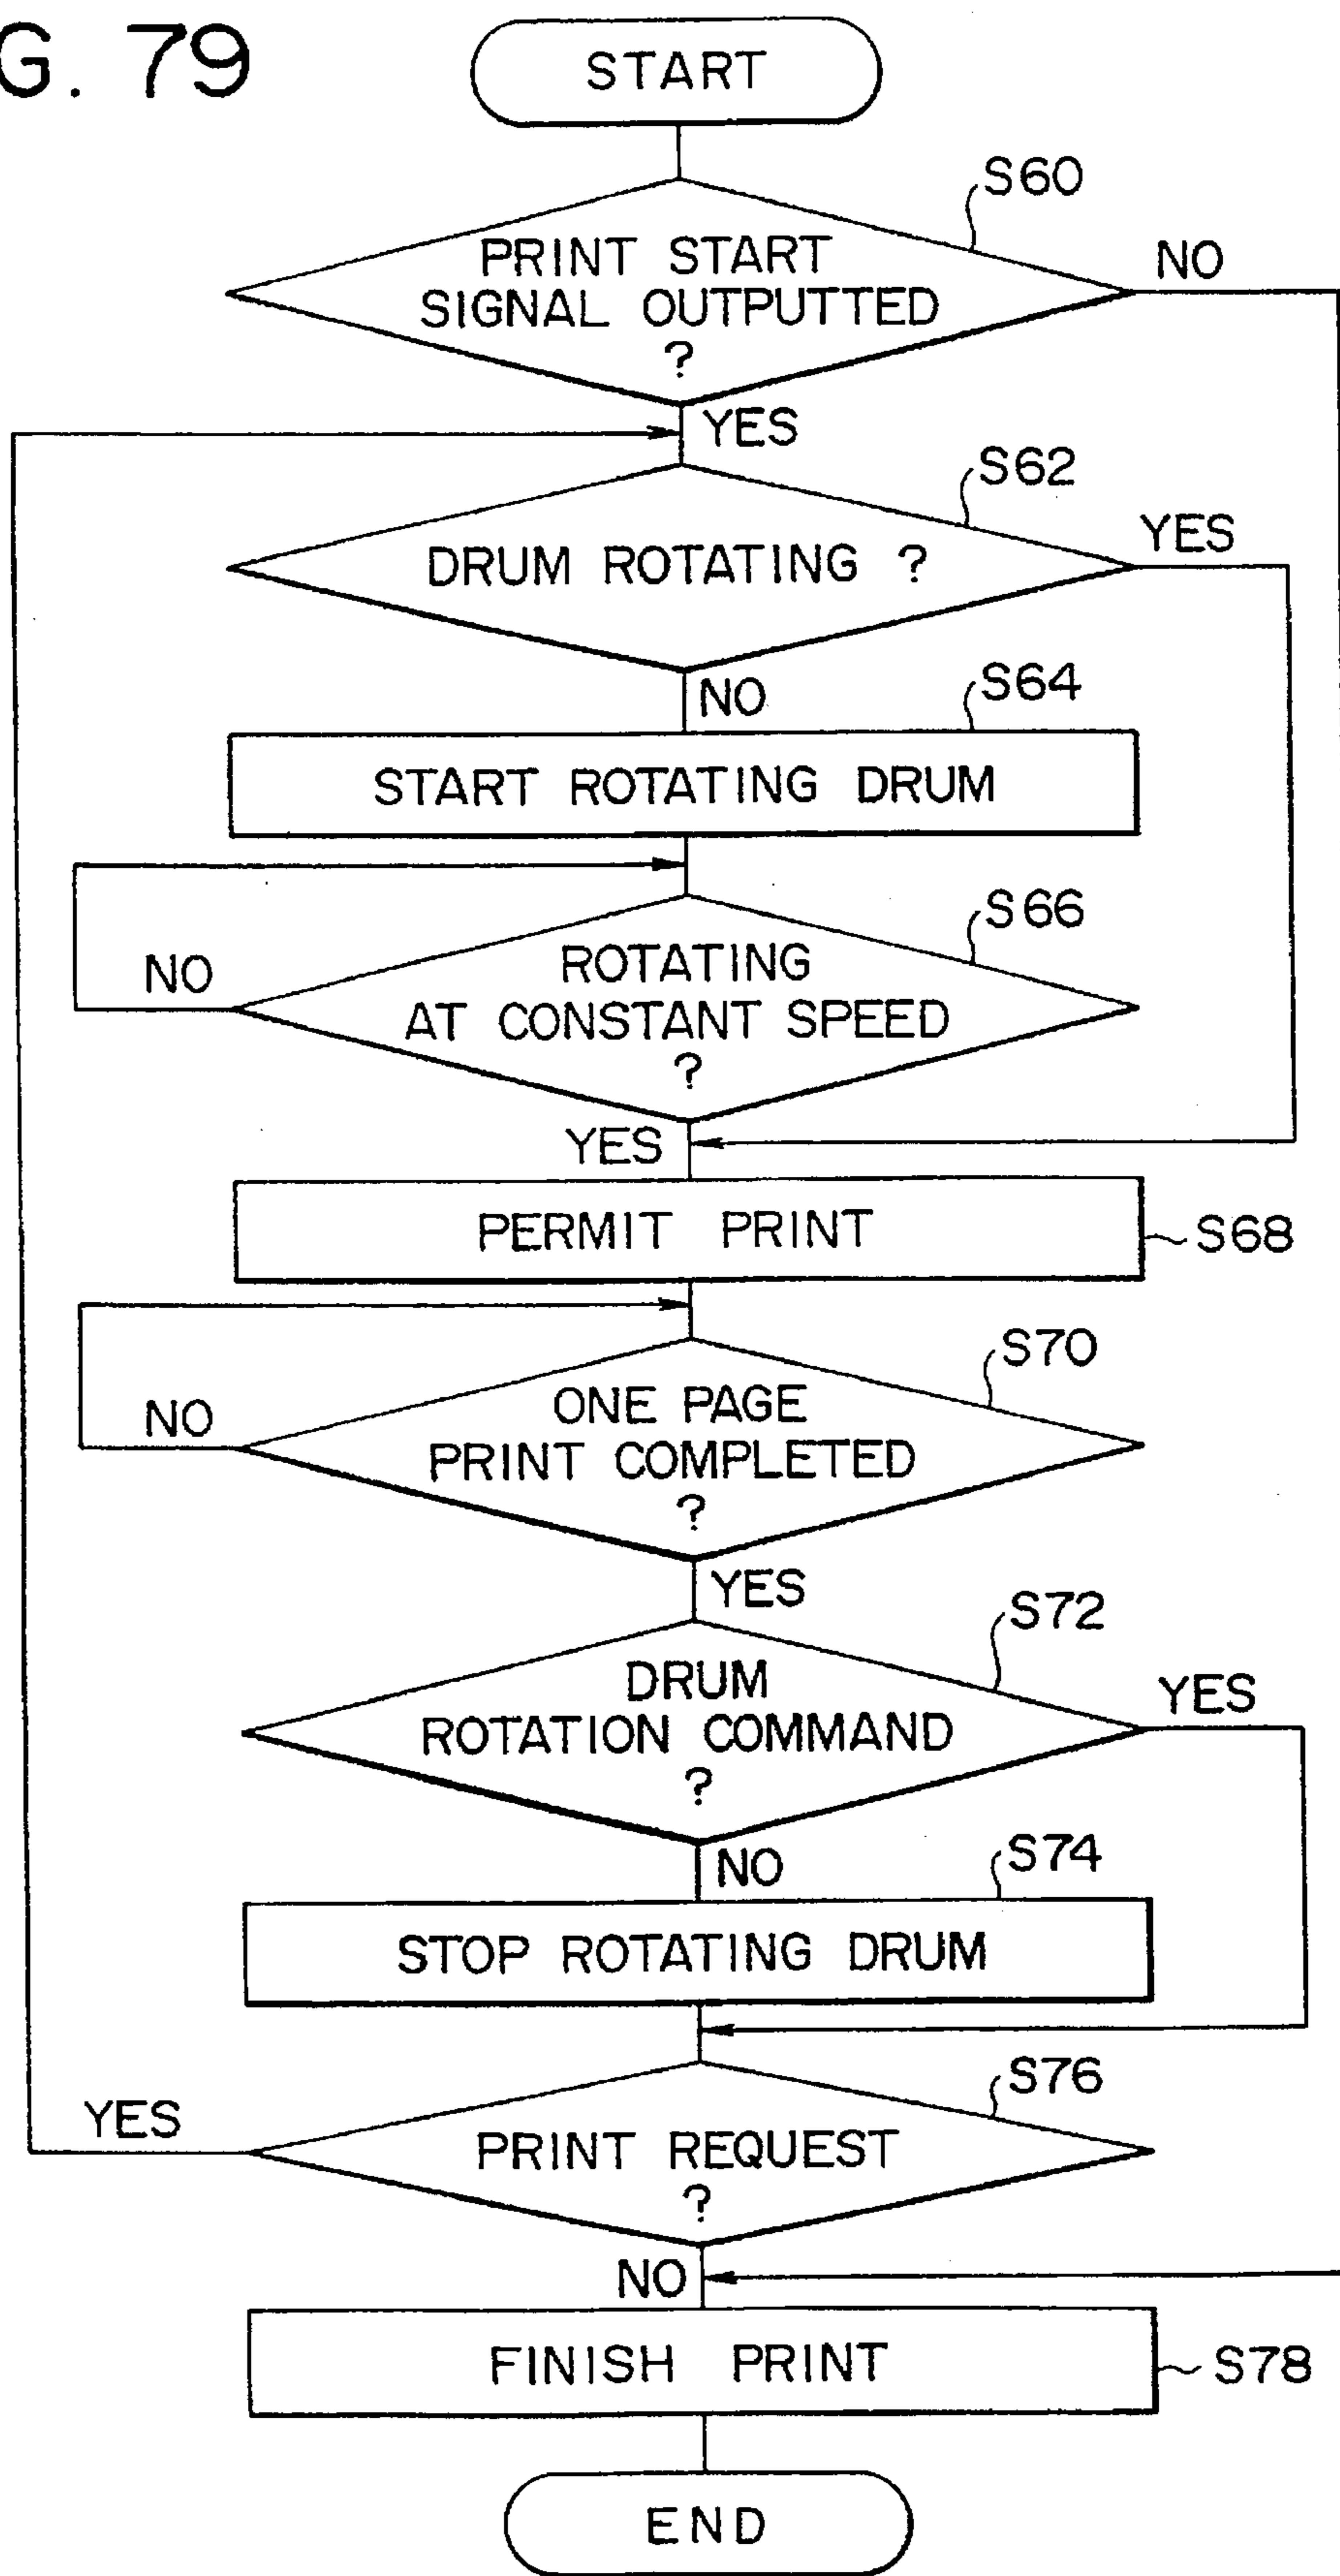 G. 79
START
S60
PRINT START
SIGNAL OUTPUTTED
?
NO
YES
S62
DRUM ROTATING ?
YES
NO
S64
START ROTATING DRUM
S66
ROTATING
AT CONSTANT SPEED
?
NO
YES
PERMIT PRINT
S68
S70
ONE PAGE
PRINT COMPLETED
?
NO
YES
S72
DRUM
ROTATION COMMAND
?
YES
NO
S74
STOP ROTATING DRUM
S76
PRINT REQUEST
?
YES
NO
FINISH PRINT
S78
END